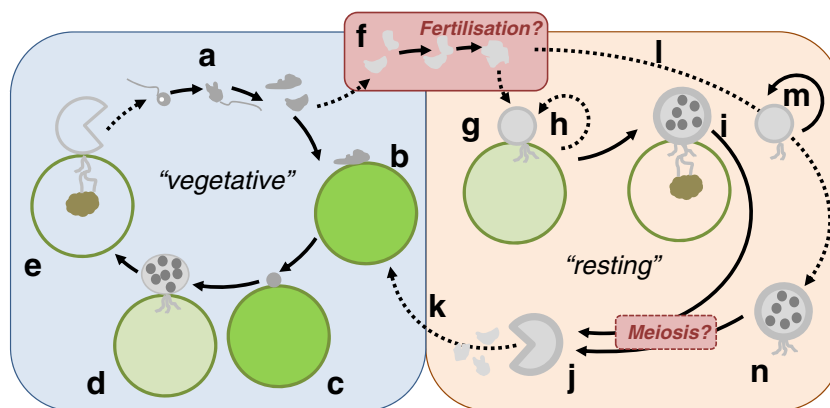 f
Fertilisation?
a
l
m
g
h
i
b
"vegetative"
e
"resting"
k
Meiosis?
d
c
j
n